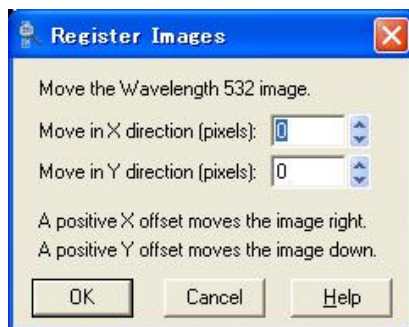 Register Images
Move the Wavelength 532 image.
Move in X direction (pixels): 0
Move in Y direction (pixels): 0
A positive X offset moves the image right.
A positive Y offset moves the image down.
OK Cancel Help